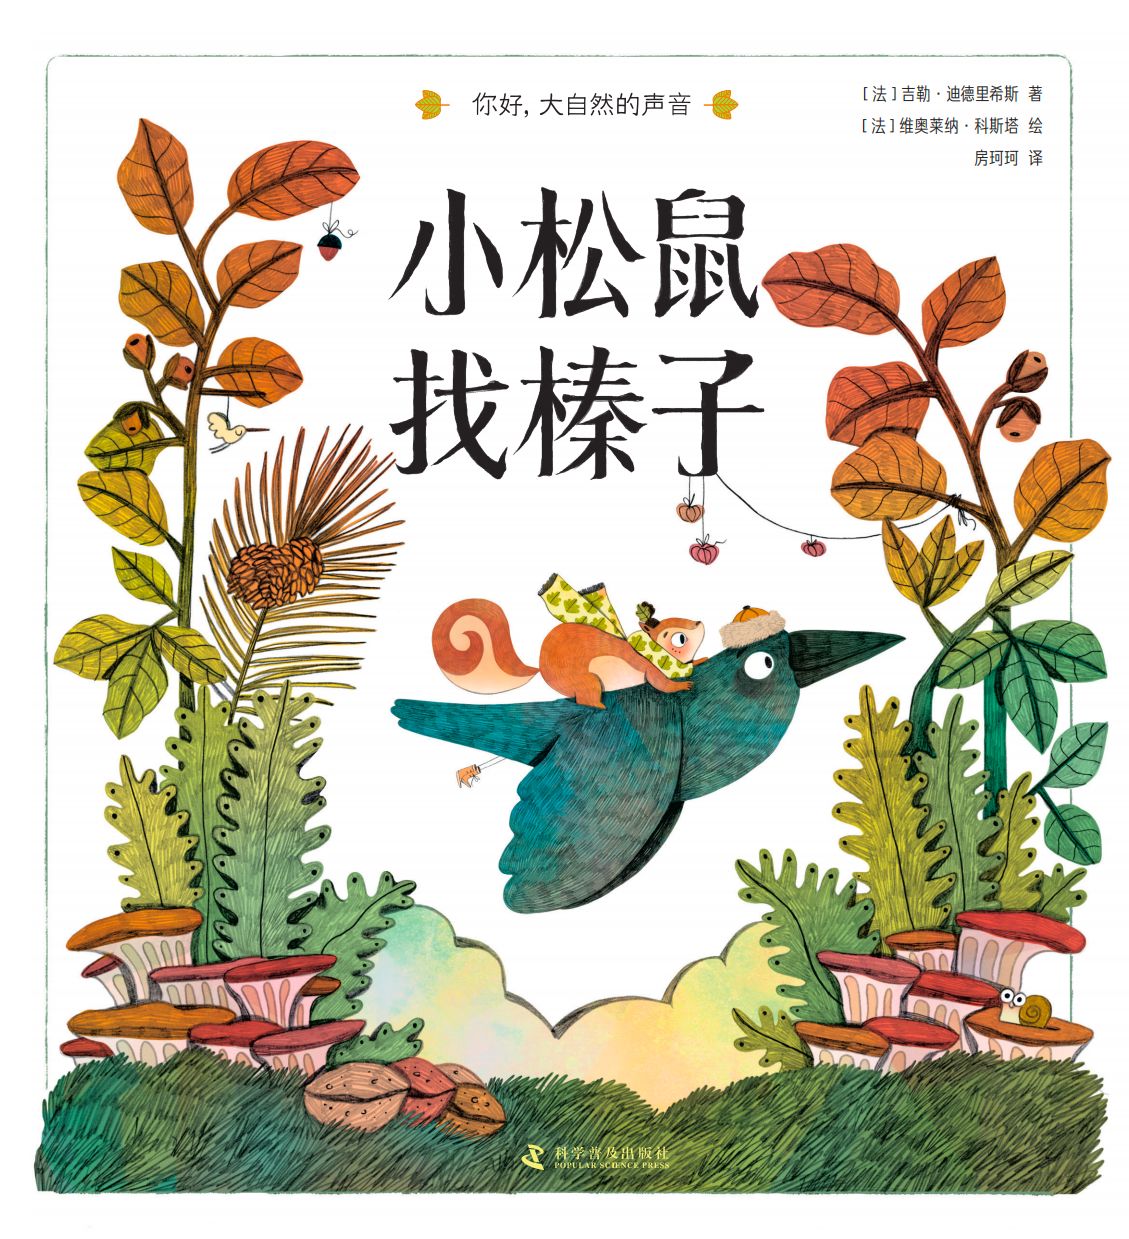 你好，大自然的声音
[法]吉勒·迪德里希斯 著
[法]维奥莱纳·科斯塔 绘
房珂珂 译
小松鼠
找榛子
科学普及出版社
POPULAR SCIENCE PRESS